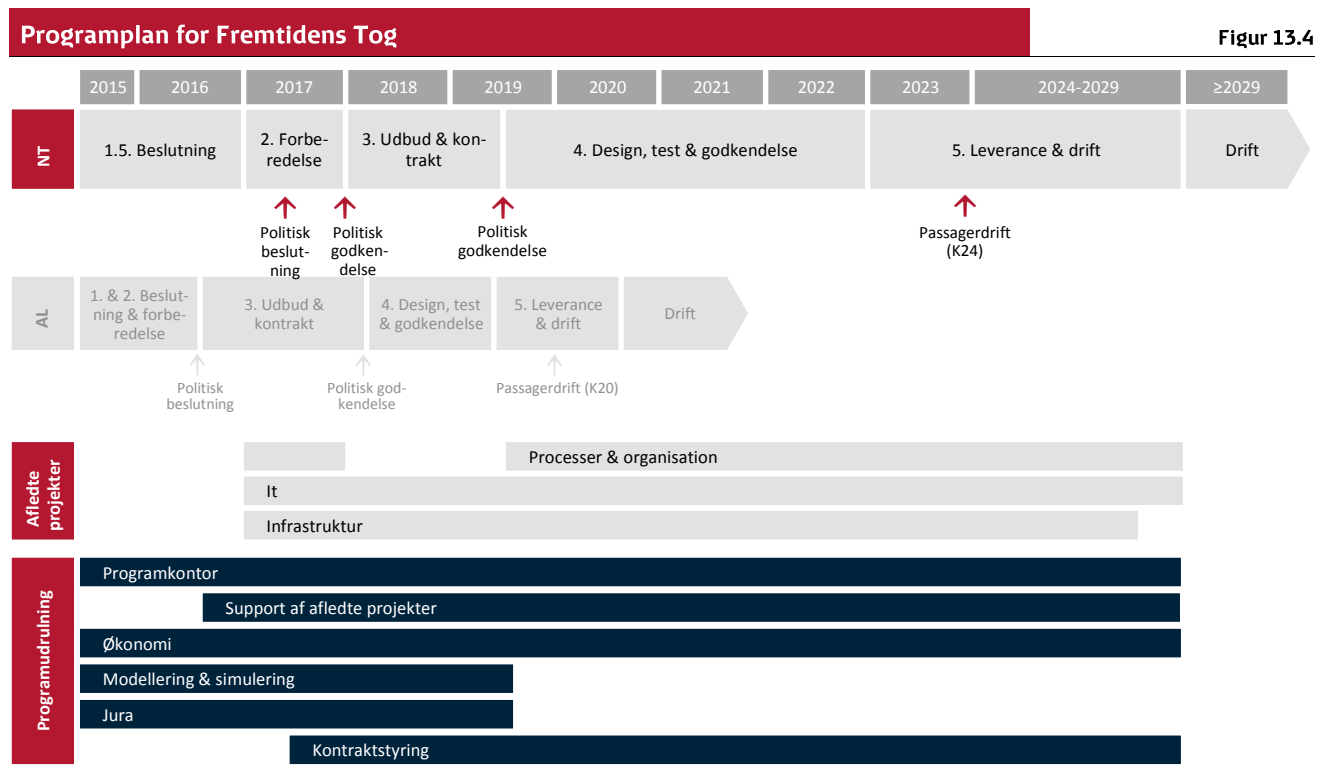 Programplan for Fremtidens Tog
Figur 13.4
2015 2016 2017 2018 2019 2020 2021 2022 2023 2024-2029 ≥2029
NT
1.5. Beslutning
2. Forbe-
redelse
3. Udbud & kon-
trakt
4. Design, test & godkendelse
5. Leverance & drift
Drift
Politisk
beslut-
ning
Politisk
godken-
delse
Politisk
godkendelse
Passagerdrift
(K24)
AL
1. & 2. Beslut-
ning & forbe-
redelse
3. Udbud &
kontrakt
4. Design, test
& godkendelse
5. Leverance
& drift
Drift
Politisk
beslutning
Politisk god-
kendelse
Passagerdrift (K20)
Afledte
projekter
Processer & organisation
It
Infrastruktur
Programudrulning
Programkontor
Support af afledte projekter
Økonomi
Modellering & simulering
Jura
Kontraktstyring